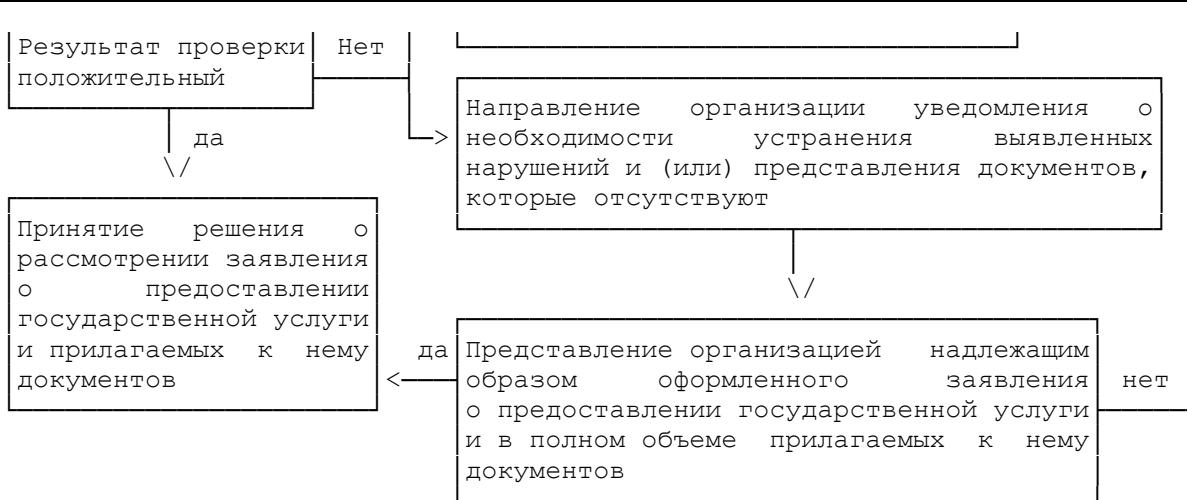 Результат проверки
положительный
Нет
да
\/
>
Направление организации уведомления о
необходимости устранения выявленных
нарушений и (или) представления документов,
которые отсутствуют
\/
Принятие решения о
рассмотрении заявления
о предоставлении
государственной услуги
и прилагаемых к нему
документов
да
<
Представление организацией надлежащим
образом оформленного заявления
о предоставлении государственной услуги
и в полном объеме прилагаемых к нему
документов
нет